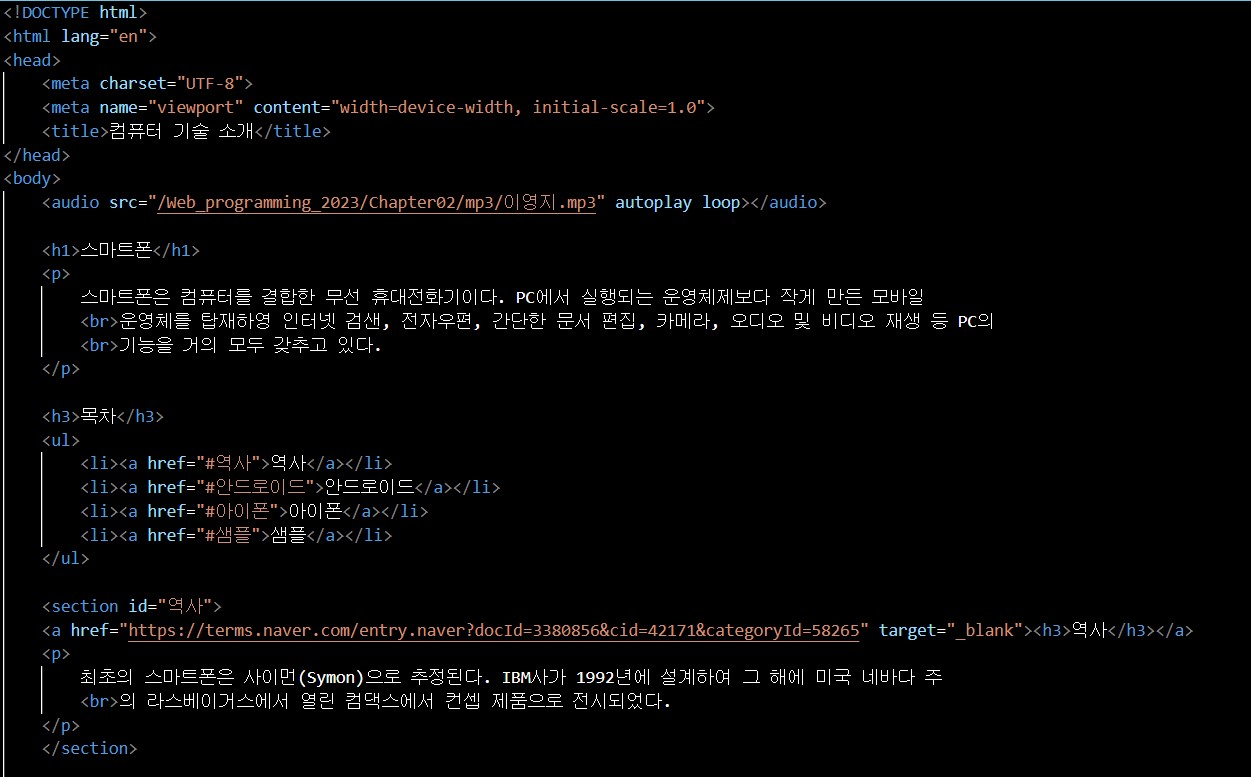 <!DOCTYPE html>
<html lang="en">
<head>
    <meta charset="UTF-8">
    <meta name="viewport" content="width=device-width, initial-scale=1.0">
    <title>컴퓨터 기술 소개</title>
</head>
<body>
    <audio src="/Web_programming_2023/Chapter02/mp3/이영지.mp3" autoplay loop></audio>

    <h1>스마트폰</h1>
    <p>
        스마트폰은 컴퓨터를 결합한 무선 휴대전화기이다. PC에서 실행되는 운영체제보다 작게 만든 모바일
        <br>운영체를 탑재하영 인터넷 검색, 전자우편, 간단한 문서 편집, 카메라, 오디오 및 비디오 재생 등 PC의
        <br>기능을 거의 모두 갖추고 있다.
    </p>

    <h3>목차</h3>
    <ul>
        <li><a href="#역사">역사</a></li>
        <li><a href="#안드로이드">안드로이드</a></li>
        <li><a href="#아이폰">아이폰</a></li>
        <li><a href="#샘플">샘플</a></li>
    </ul>

    <section id="역사">
    <a href="https://terms.naver.com/entry.naver?docId=3380856&cid=42171&categoryId=58265" target="_blank"><h3>역사</h3></a>
    <p>
        최초의 스마트폰은 사이먼(Symon)으로 추정된다. IBM사가 1992년에 설계하여 그 해에 미국 네바다 주
        <br>의 라스베이거스에서 열린 컴댁스에서 컨셉 제품으로 전시되었다.
    </p>
    </section>